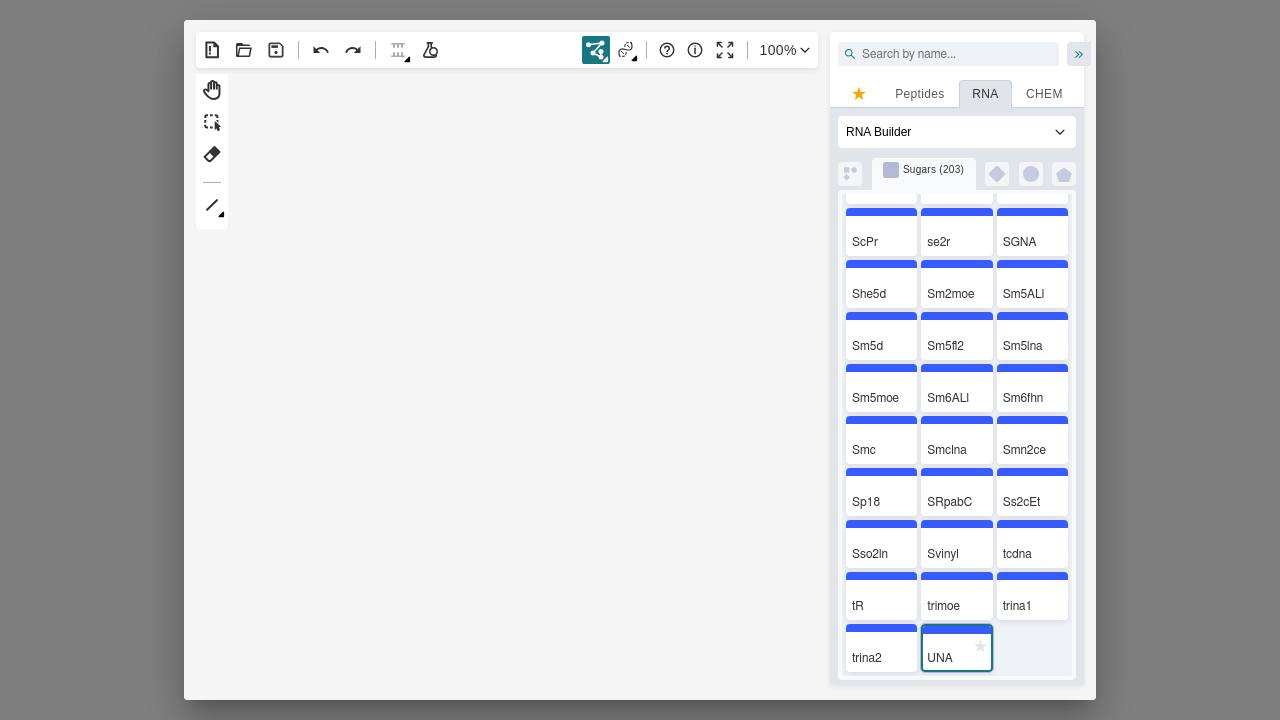 100%
Search by name...
»
Peptides
RNA
CHEM
RNA Builder
Sugars (203)
ScPr
se2r
SGNA
She5d
Sm2moe
Sm5ALl
Sm5d
Sm5fl2
Sm5lna
Sm5moe
Sm6ALl
Sm6fhn
Smc
Smclna
Smn2ce
Sp18
SRpabC
Ss2cEt
Sso2ln
Svinyl
tcdna
tR
trimoe
trina1
trina2
UNA